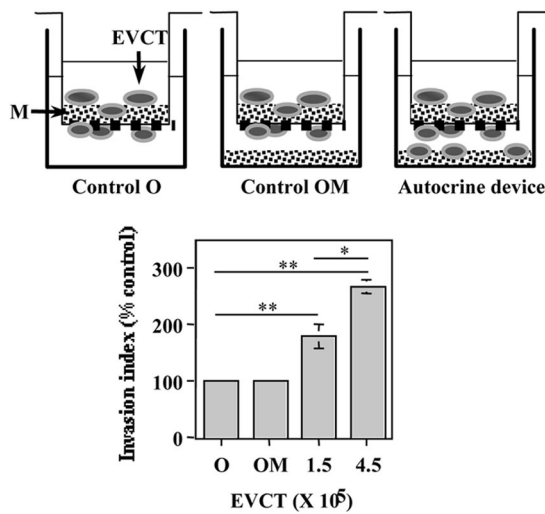 EVCT
M
Control O
Control OM
Autocrine device
Invasion index (% control)
300
200
100
0
**
**
*
O OM 1.5 4.5
EVCT (X 10⁵)